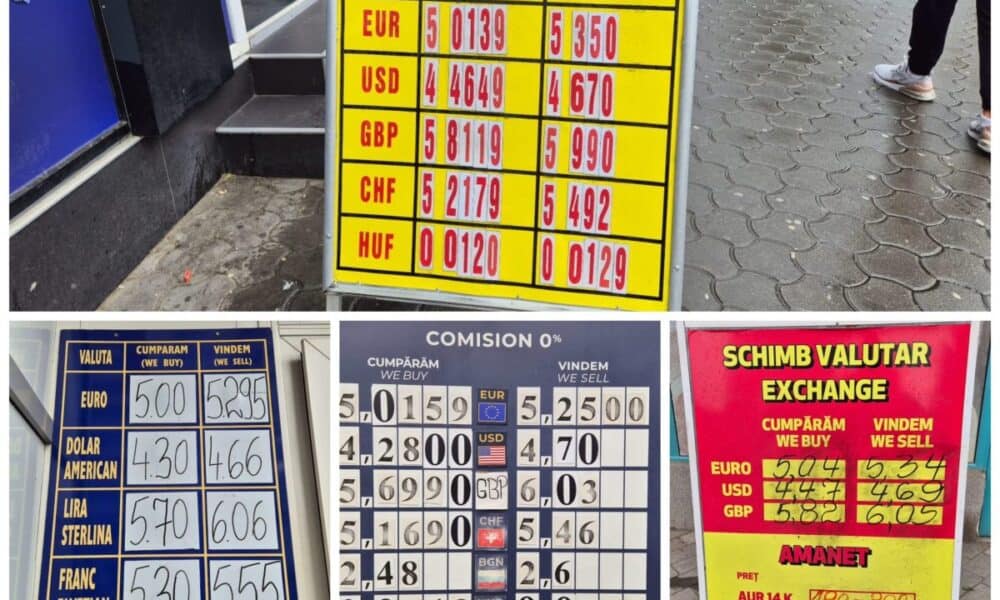 EUR 5 0139 5 350
USD 4 4649 4 670
GBP 5 8119 5 990
CHF 5 2179 5 492
HUF 0 0120 0 0129
VALUTA CUMPARAM (WE BUY) VINDEM (WE SELL)
EURO 5.00 5.295
DOLAR AMERICAN 4.30 4.66
LIRA STERLINA 5.70 6.06
FRANC 5.30 5.55
COMISION 0%
CUMPĂRĂM WE BUY VINDEM WE SELL
5,0159 EUR 5,2500
4,2800 USD 4,70
5,6990 GBP 6,03
5,1690 CHF 5,46
2,48 BGN 2,6
SCHIMB VALUTAR
EXCHANGE
CUMPĂRĂM WE BUY VINDEM WE SELL
EURO 5,04 5,34
USD 4,47 4,69
GBP 5,82 6,05
AMANET
PREȚ
AUR 14 K